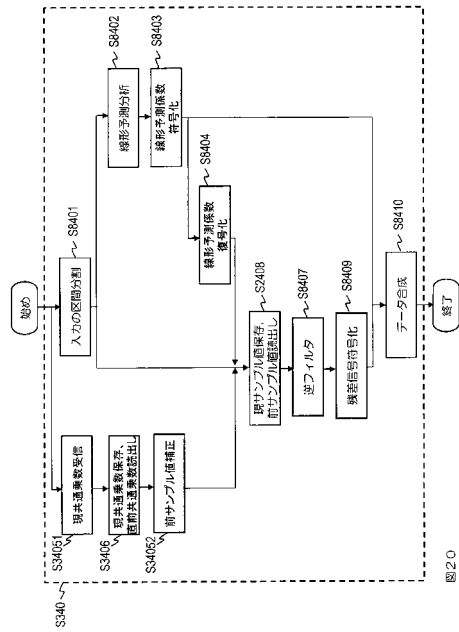 始め
入力の区間分割
S8401
線形予測分析
S8402
線形予測係数
符号化
S8403
線形予測係数
復号化
S8404
現共通乗数受信
S34051
現共通乗数保存、
直前共通乗数読出し
S3406
前サンプル値補正
S34052
現サンプル値保存、
前サンプル値読出し
S2408
逆フィルタ
S8407
残差信号符号化
S8409
データ合成
S8410
終了
S340
図20